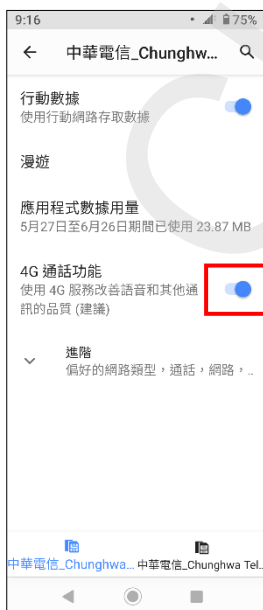 9:16
75%
中華電信_Chunghw...
行動數據
使用行動網路存取數據
漫遊
應用程式數據用量
5月27日至6月26日期間已使用 23.87 MB
4G 通話功能
使用 4G 服務改善語音和其他通
訊的品質 (建議)
進階
偏好的網路類型，通話，網路，..
中華電信_Chunghwa... 中華電信_Chunghwa Tel..